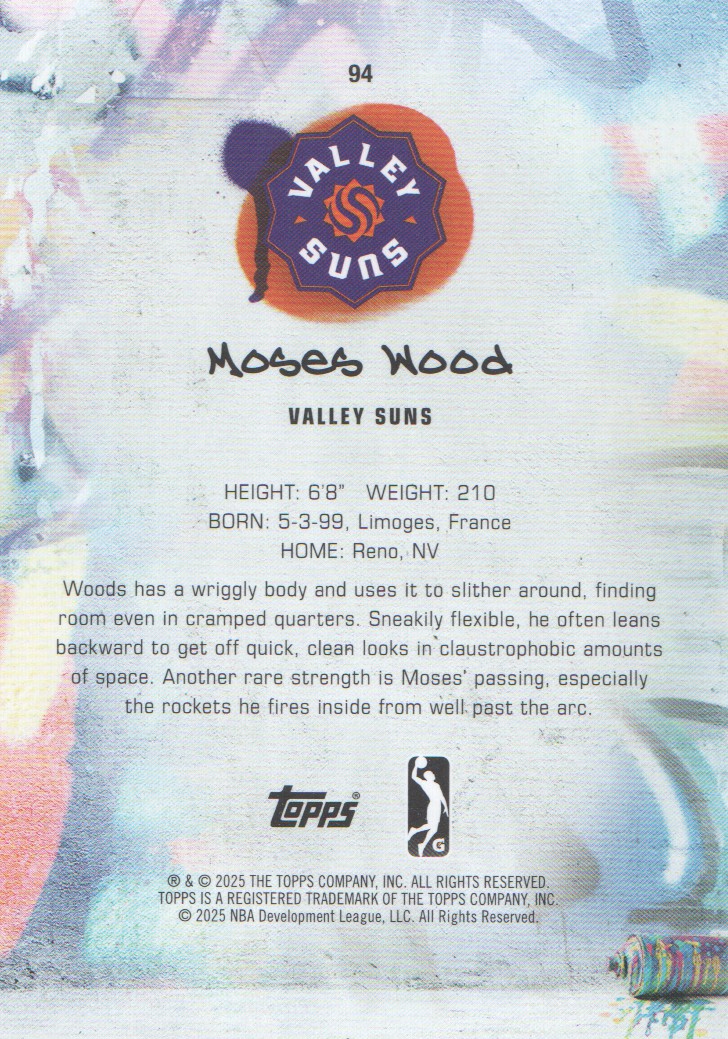 94
VALLEY
SUNS
Moses Wood
VALLEY SUNS
HEIGHT: 6'8" WEIGHT: 210
BORN: 5-3-99, Limoges, France
HOME: Reno, NV
Woods has a wriggly body and uses it to slither around, finding
room even in cramped quarters. Sneakily flexible, he often leans
backward to get off quick, clean looks in claustrophobic amounts
of space. Another rare strength is Moses' passing, especially
the rockets he fires inside from well past the arc.
Topps®
G
® & © 2025 THE TOPPS COMPANY, INC. ALL RIGHTS RESERVED.
TOPPS IS A REGISTERED TRADEMARK OF THE TOPPS COMPANY, INC.
© 2025 NBA Development League, LLC. All Rights Reserved.